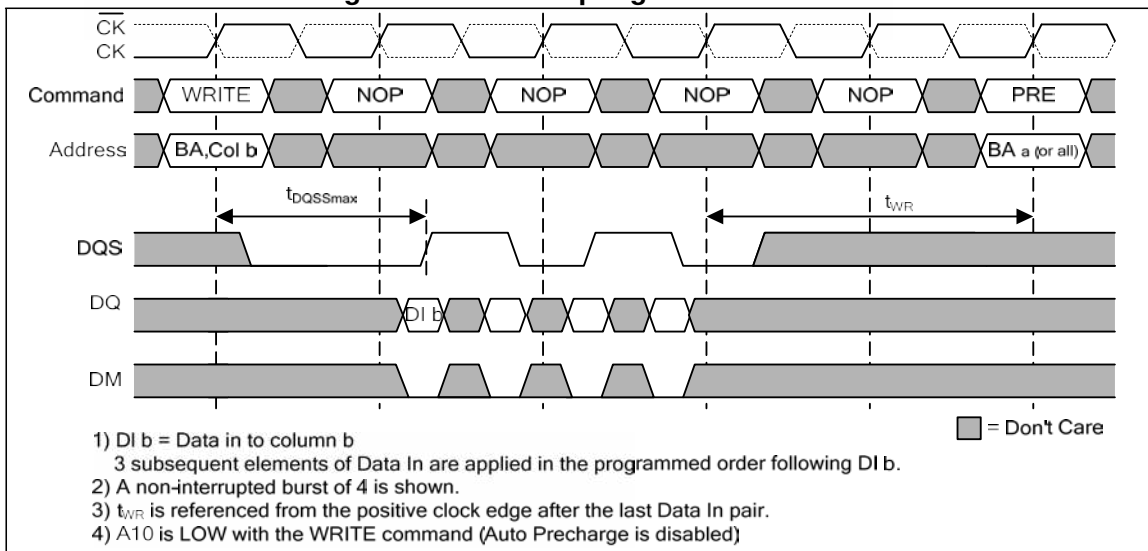 C̅K̅
CK
Command WRITE NOP NOP NOP NOP PRE
Address BA,Col b BA a (or all)
tDQSSmax tWR
DQS
DQ DI b
DM
= Don't Care
1) DI b = Data in to column b
3 subsequent elements of Data In are applied in the programmed order following DI b.
2) A non-interrupted burst of 4 is shown.
3) tWR is referenced from the positive clock edge after the last Data In pair.
4) A10 is LOW with the WRITE command (Auto Precharge is disabled)